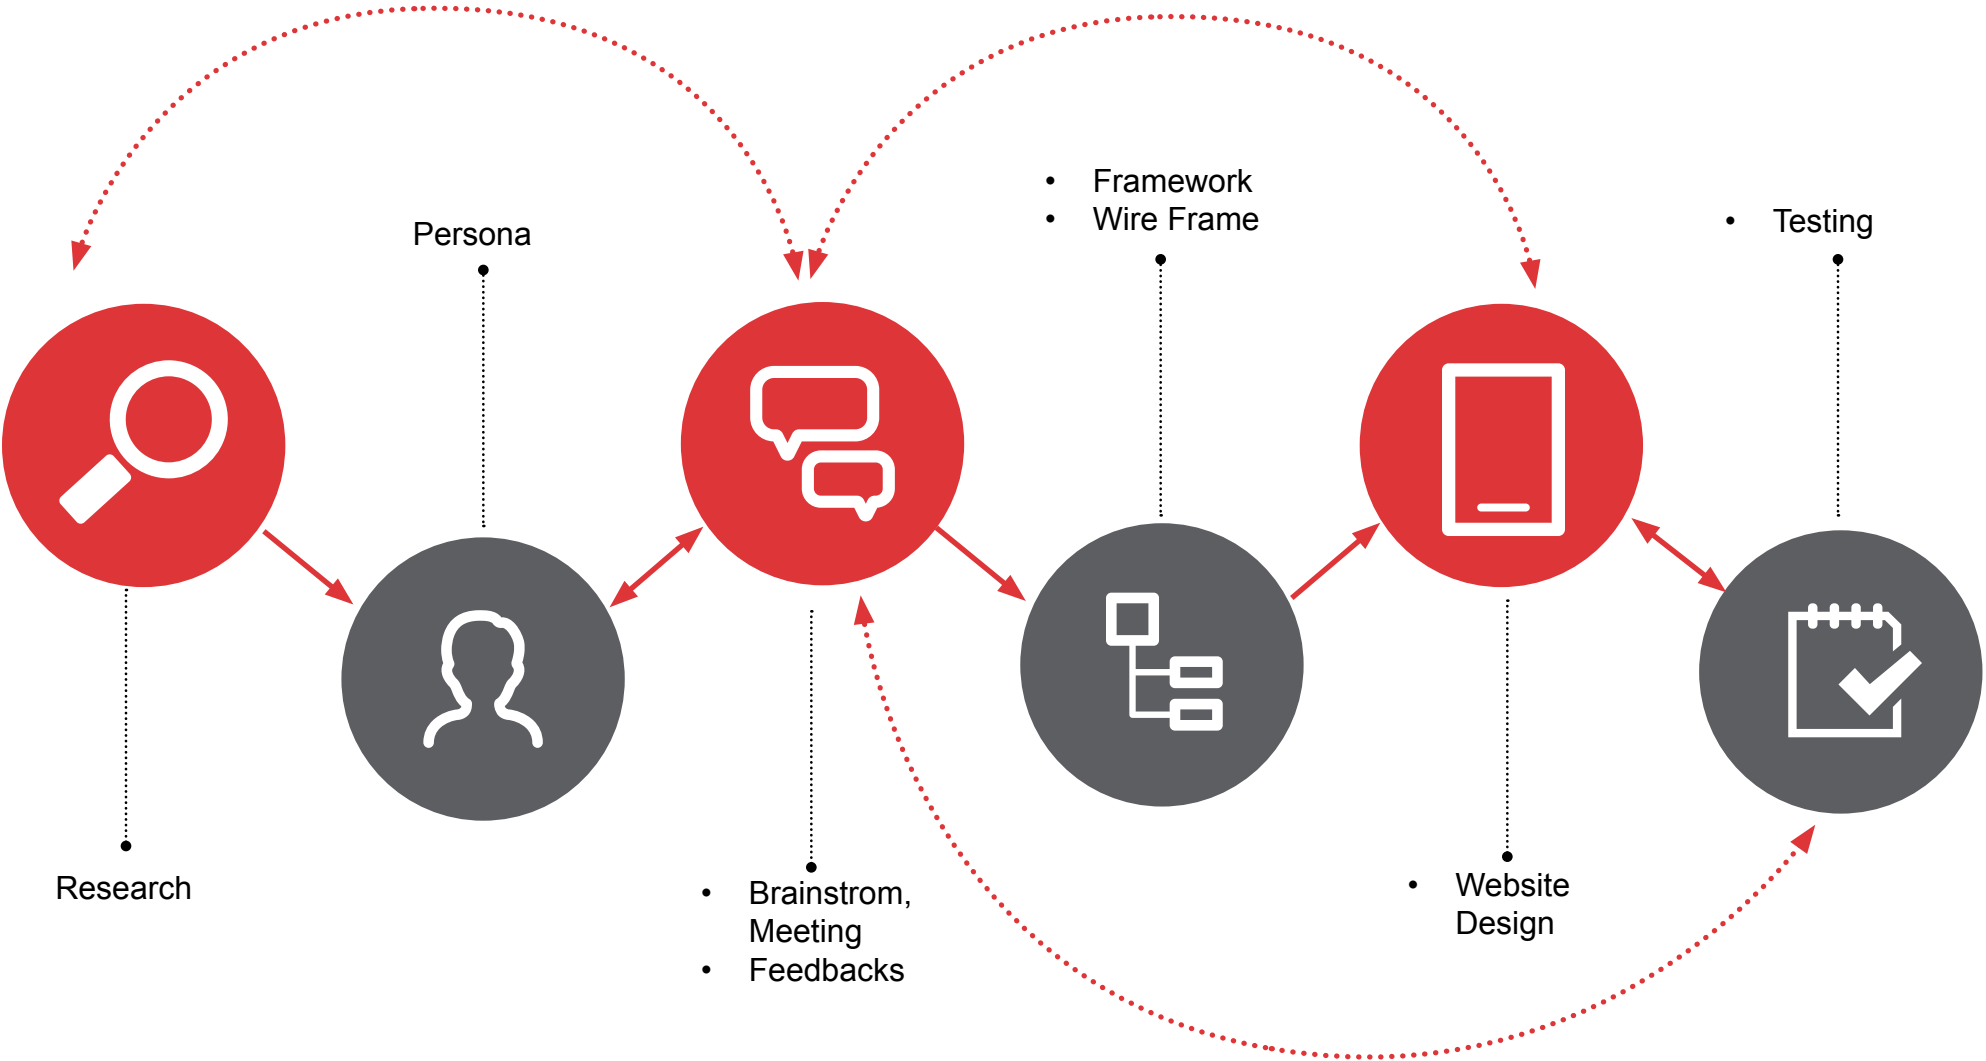 Research
Persona
• Brainstrom,
Meeting
• Feedbacks
• Framework
• Wire Frame
• Website
Design
• Testing